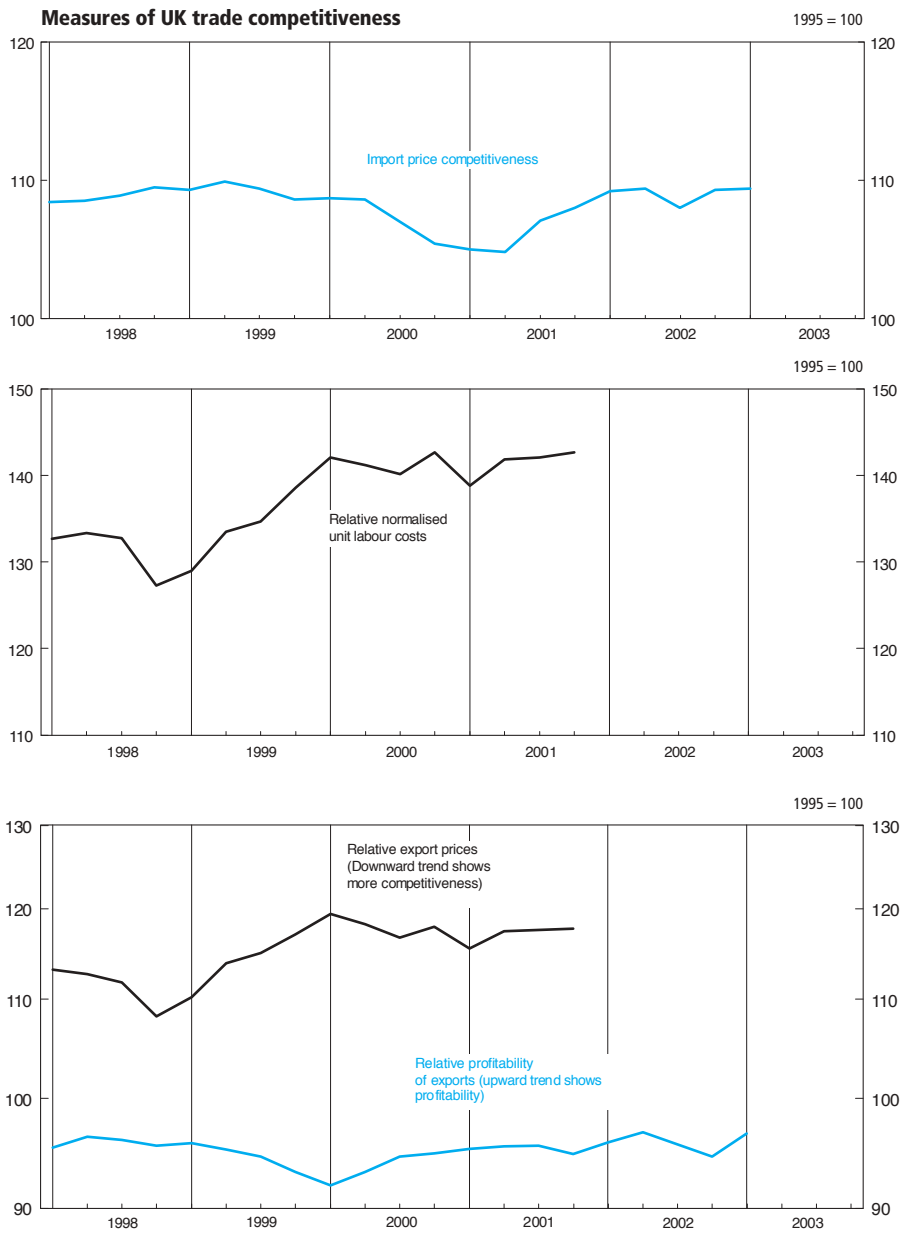 Measures of UK trade competitiveness
1995 = 100
120 120
Import price competitiveness
110 110
100 100
1998 1999 2000 2001 2002 2003
1995 = 100
150 150
140 140
Relative normalised
unit labour costs
130 130
120 120
110 110
1998 1999 2000 2001 2002 2003
1995 = 100
130 130
Relative export prices
(Downward trend shows
more competitiveness)
120 120
110 110
Relative profitability
of exports (upward trend shows
profitability)
100 100
90 90
1998 1999 2000 2001 2002 2003